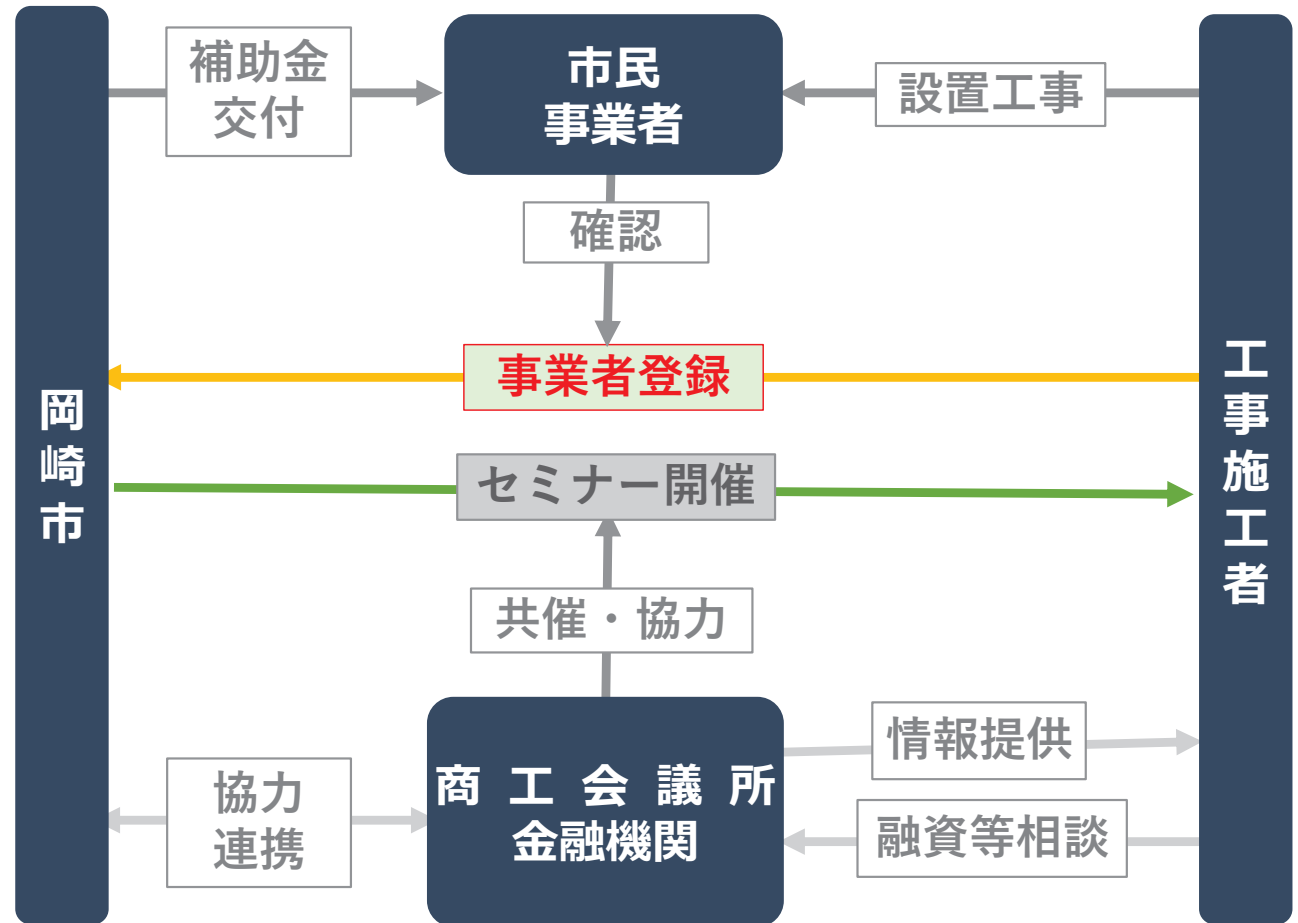 補助金
交付
市民
事業者
設置工事
確認
事業者登録
岡崎市
工事施工者
セミナー開催
共催・協力
商工会議所
金融機関
情報提供
協力
連携
融資等相談